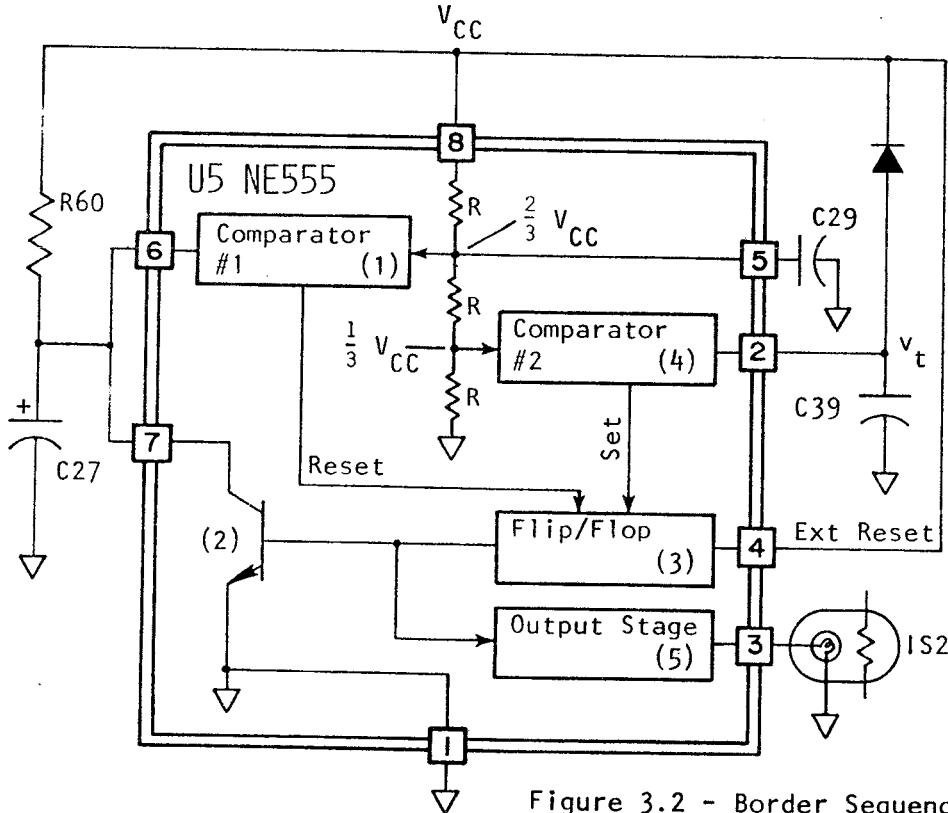 V_CC
8
U5 NE555
R60
R
2/3 V_CC
C29
6
Comparator
#1 (1)
5
R
1/3 V_CC
Comparator
#2 (4)
2
v_t
R
C39
+
7
C27
Reset
Set
(2)
Flip/Flop
(3)
4
Ext Reset
Output Stage
(5)
3
IS2
1
Figure 3.2 - Border Sequenc